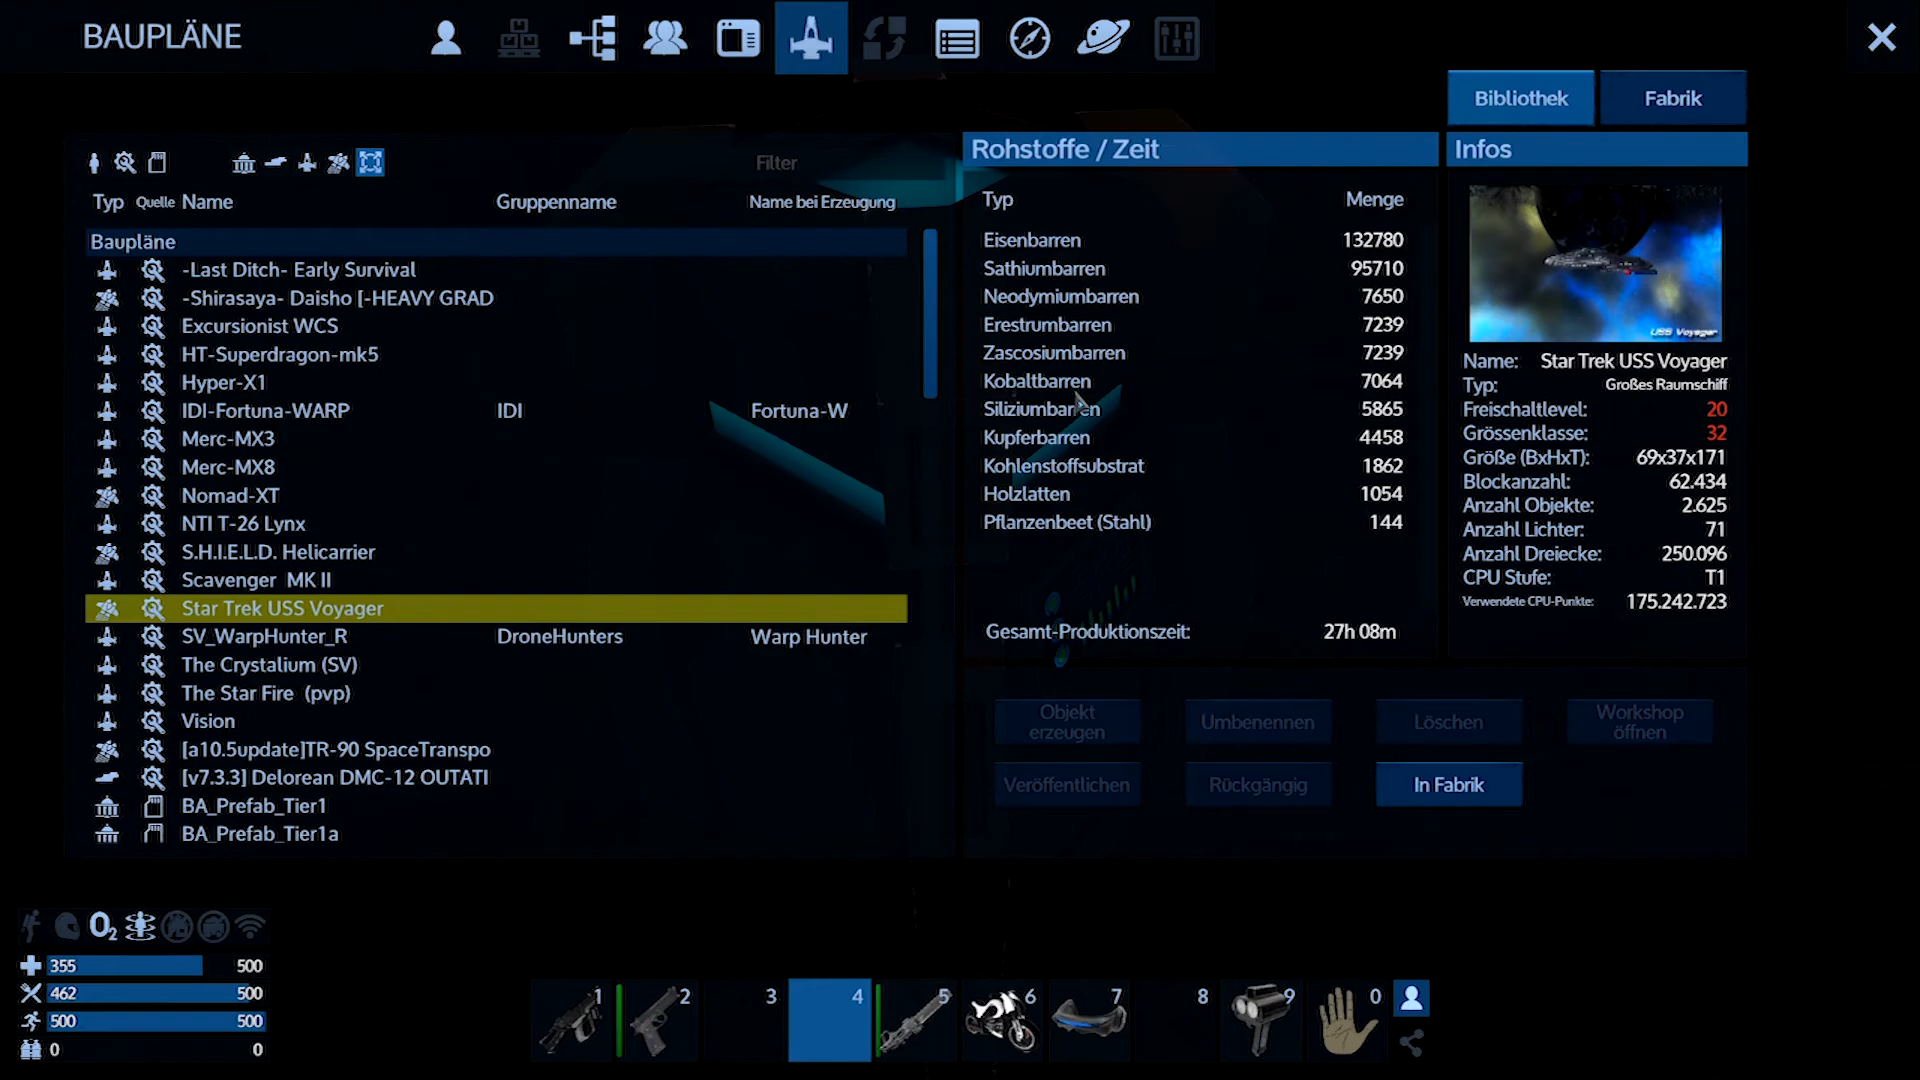 BAUPLÄNE
Bibliothek Fabrik
Filter
Typ Quelle Name Gruppenname Name bei Erzeugung
Baupläne
-Last Ditch- Early Survival
-Shirasaya- Daisho [-HEAVY GRAD
Excursionist WCS
HT-Superdragon-mk5
Hyper-X1
IDI-Fortuna-WARP IDI Fortuna-W
Merc-MX3
Merc-MX8
Nomad-XT
NTI T-26 Lynx
S.H.I.E.L.D. Helicarrier
Scavenger MK II
Star Trek USS Voyager
SV_WarpHunter_R DroneHunters Warp Hunter
The Crystalium (SV)
The Star Fire (pvp)
Vision
[a10.5update]TR-90 SpaceTranspo
[v7.3.3] Delorean DMC-12 OUTATI
BA_Prefab_Tier1
BA_Prefab_Tier1a
Rohstoffe / Zeit
Typ Menge
Eisenbarren 132780
Sathiumbarren 95710
Neodymiumbarren 7650
Erestrumbarren 7239
Zascosiumbarren 7239
Kobaltbarren 7064
Siliziumbarren 5865
Kupferbarren 4458
Kohlenstoffsubstrat 1862
Holzlatten 1054
Pflanzenbeet (Stahl) 144
Gesamt-Produktionszeit: 27h 08m
Infos
USS Voyager
Name: Star Trek USS Voyager
Typ: Großes Raumschiff
Freischaltlevel: 20
Grössenklasse: 32
Größe (BxHxT): 69x37x171
Blockanzahl: 62.434
Anzahl Objekte: 2.625
Anzahl Lichter: 71
Anzahl Dreiecke: 250.096
CPU Stufe: T1
Verwendete CPU-Punkte: 175.242.723
Objekt erzeugen
Umbenennen
Löschen
Workshop öffnen
Veröffentlichen
Rückgängig
In Fabrik
O2
355 500
462 500
500 500
0 0
1 2 3 4 5 6 7 8 9 0